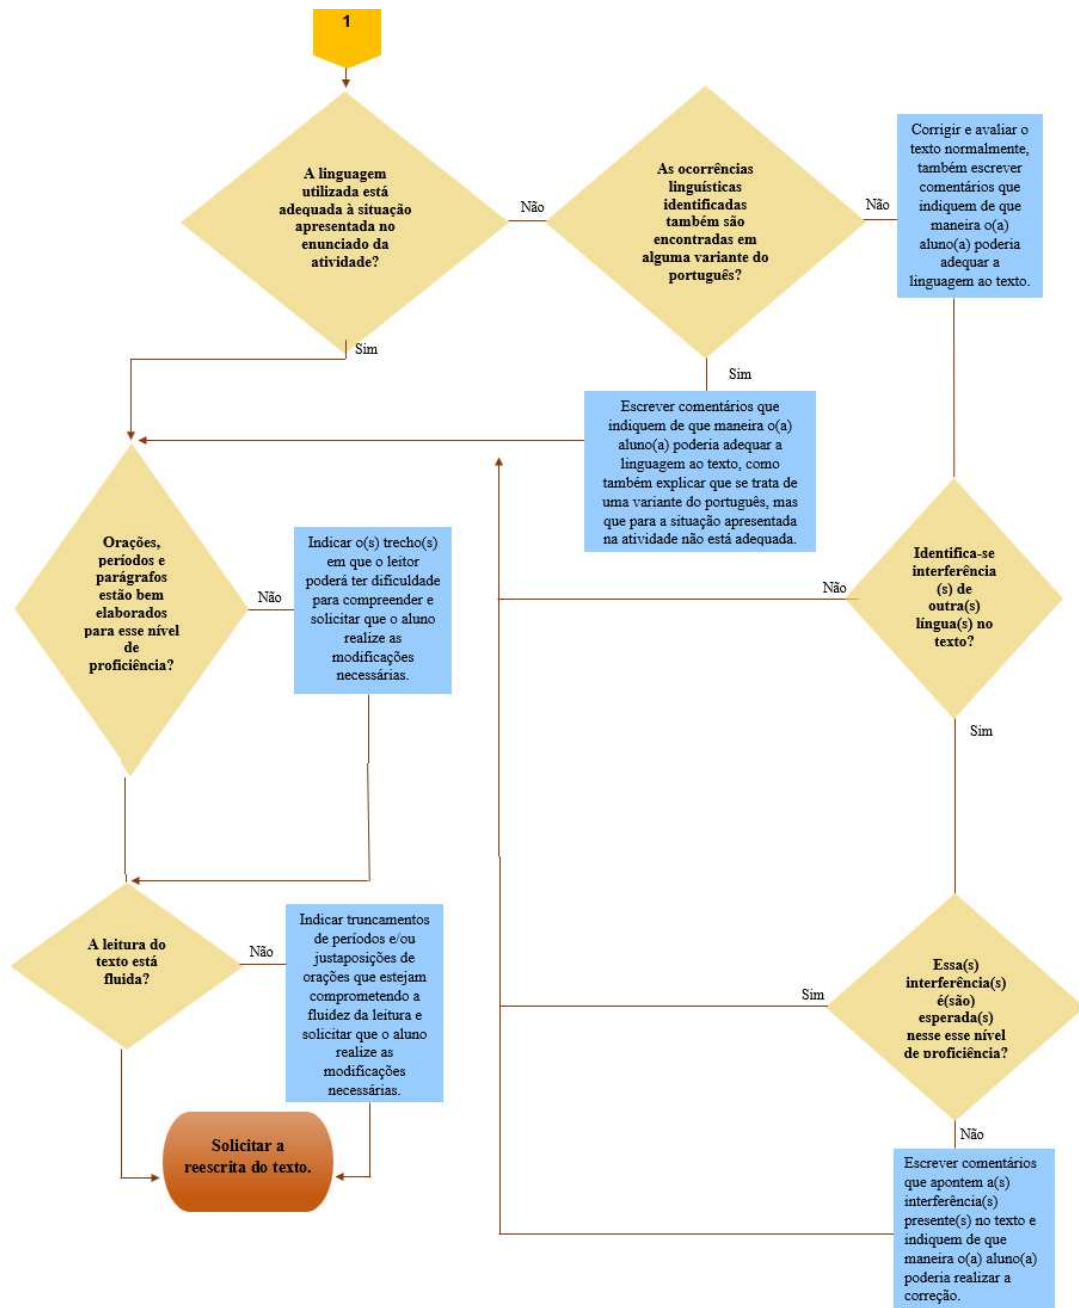 1
A linguagem
utilizada está
adequada à situação
apresentada no
enunciado da
atividade?
Não
As ocorrências
linguísticas
identificadas
também são
encontradas em
alguma variante do
português?
Não
Corrigir e avaliar o
texto normalmente,
também escrever
comentários que
indiquem de que
maneira o(a)
aluno(a) poderia
adequar a
linguagem ao texto.
Sim
Sim
Escrever comentários que
indiquem de que maneira o(a)
aluno(a) poderia adequar a
linguagem ao texto, como
também explicar que se trata de
uma variante do português, mas
que para a situação apresentada
na atividade não está adequada.
Orações,
períodos e
parágrafos
estão bem
elaborados
para esse nível
de
proficiência?
Não
Indicar o(s) trecho(s)
em que o leitor
poderá ter dificuldade
para compreender e
solicitar que o aluno
realize as
modificações
necessárias.
Não
Identifica-se
interferência
(s) de
outra(s)
língua(s) no
texto?
Sim
A leitura do
texto está
fluida?
Não
Indicar truncamentos
de períodos e/ou
justaposições de
orações que estejam
comprometendo a
fluidez da leitura e
solicitar que o aluno
realize as
modificações
necessárias.
Sim
Essa(s)
interferência(s)
é(são)
esperada(s)
nesse esse nível
de proficiência?
Não
Solicitar a
reescrita do texto.
Escrever comentários
que apontem a(s)
interferência(s)
presente(s) no texto e
indiquem de que
maneira o(a) aluno(a)
poderia realizar a
correção.